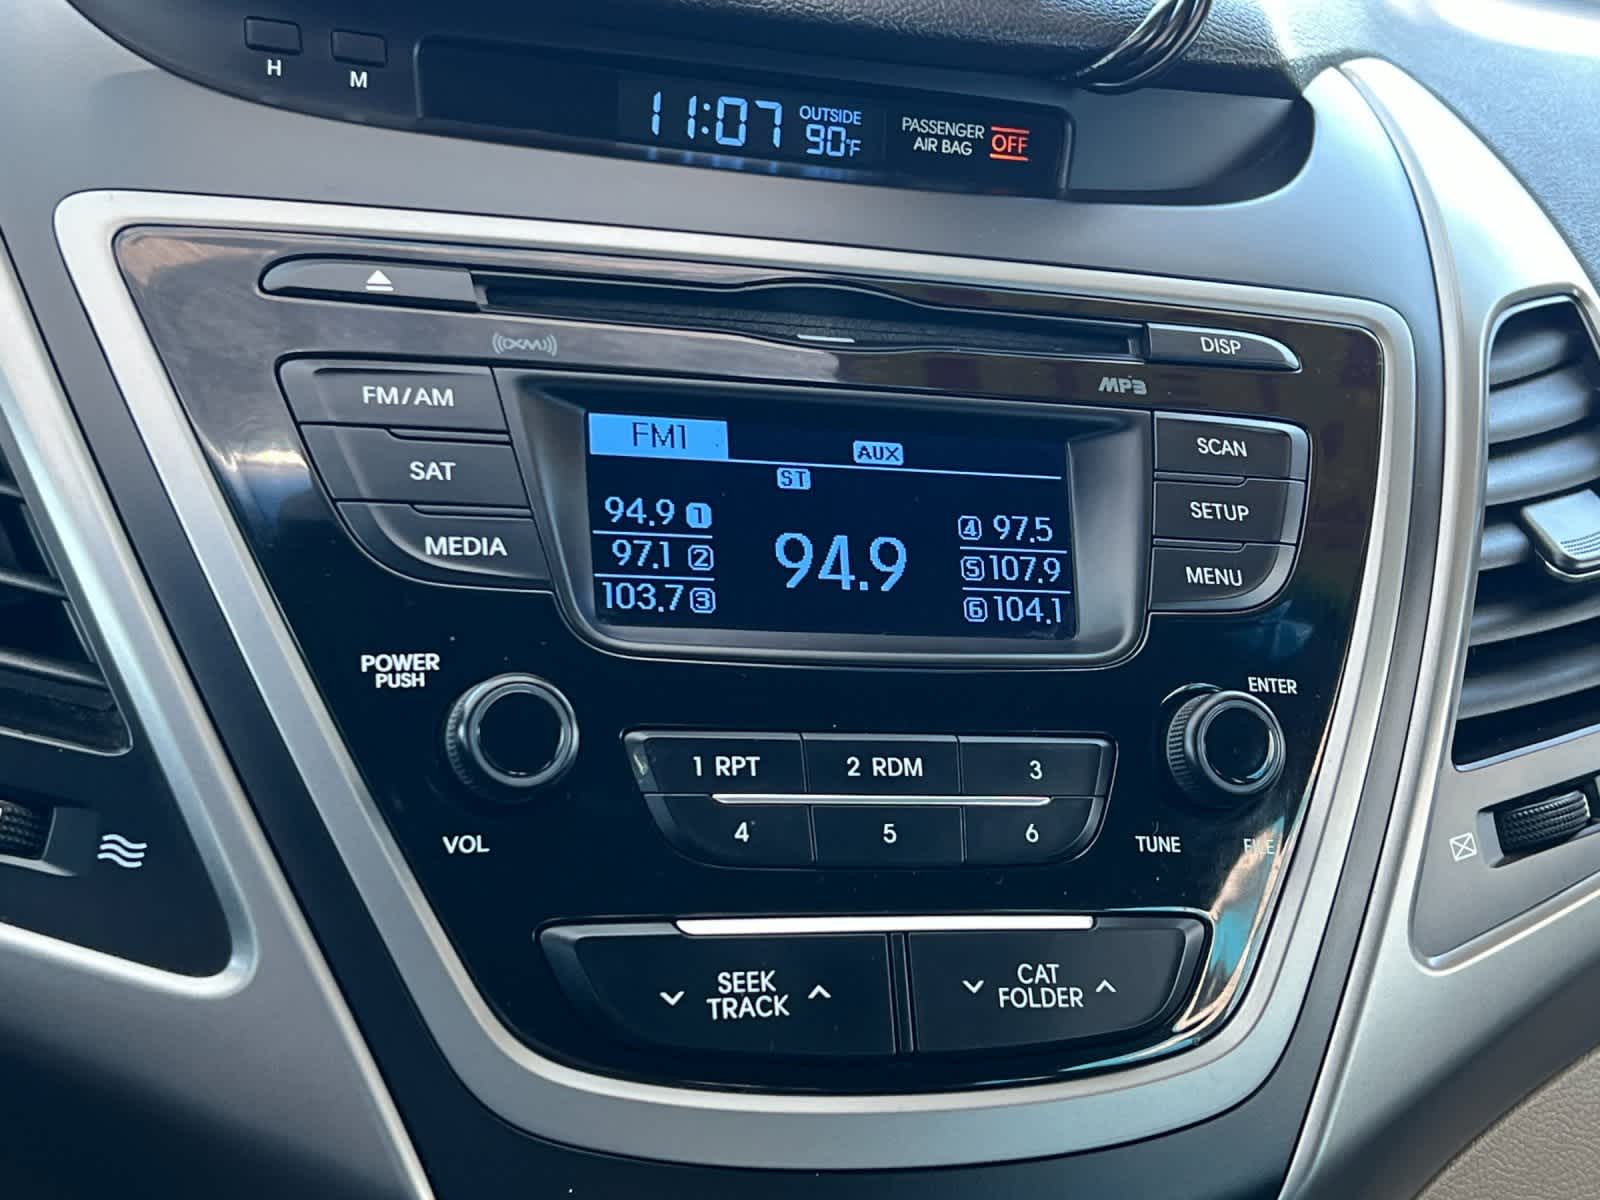 H
M
11:07
OUTSIDE
90°F
PASSENGER
AIR BAG
OFF
((XM))
DISP
MP3
FM/AM
SAT
MEDIA
FM1
AUX
ST
94.9 1
97.1 2
103.7 3
94.9
4 97.5
5 107.9
6 104.1
SCAN
SETUP
MENU
POWER
PUSH
VOL
ENTER
1 RPT
2 RDM
3
4
5
6
TUNE
FILE
SEEK
TRACK
CAT
FOLDER